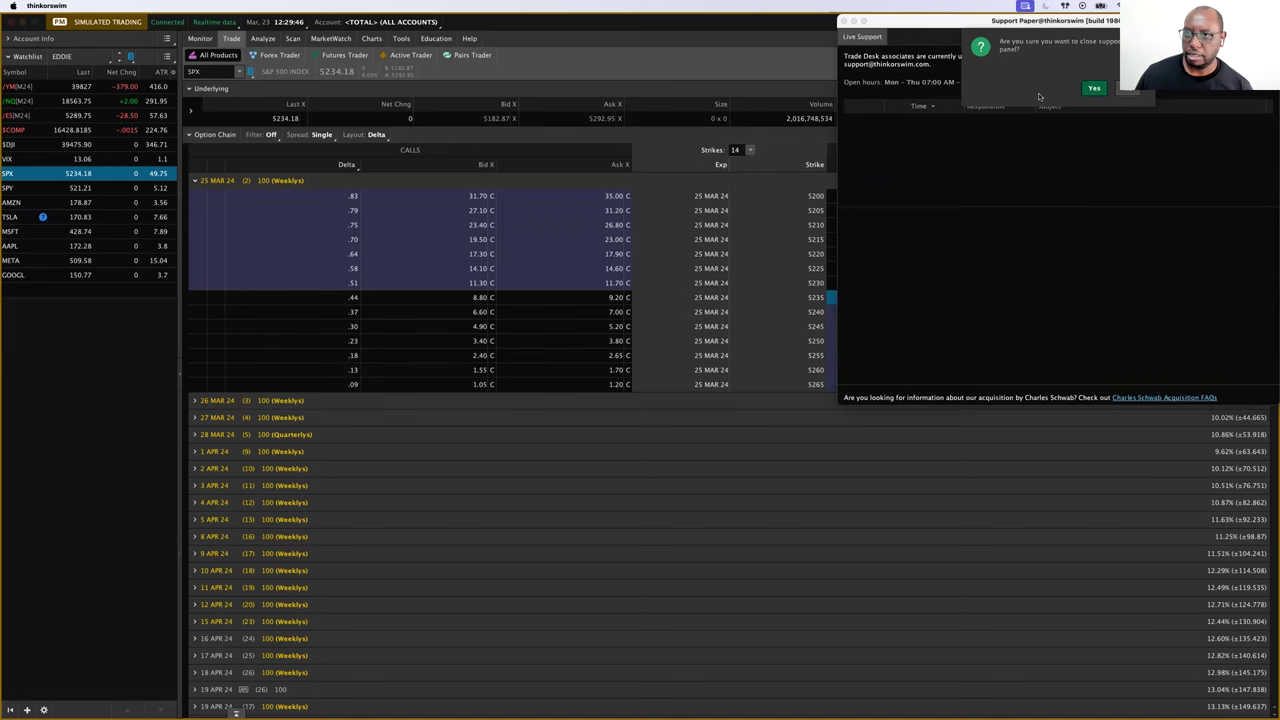 thinkorswim
PM SIMULATED TRADING Connected Realtime data Mar, 23 12:29:46 Account: <TOTAL> (ALL ACCOUNTS)
Account Info
Watchlist EDDIE
Symbol Last Net Chng ATR
/YM[M24] 39827 -379.00 416.0
/NQ[M24] 18563.75 +2.00 291.95
/ES[M24] 5289.75 -28.50 57.63
$COMP 16428.8185 -.0015 224.76
$DJI 39475.90 0 346.71
VIX 13.06 0 1.1
SPX 5234.18 0 49.75
SPY 521.21 0 5.12
AMZN 178.87 0 3.56
TSLA ? 170.83 0 7.66
MSFT 428.74 0 7.89
AAPL 172.28 0 3.8
META 509.58 0 15.04
GOOGL 150.77 0 3.7
Monitor Trade Analyze Scan MarketWatch Charts Tools Education Help
All Products Forex Trader Futures Trader Active Trader Pairs Trader
SPX S&P 500 INDEX 5234.18 0 0.00% B: 5182.87
Underlying
Last X Net Chng Bid X Ask X Size Volume
5234.18 0 5182.87 5292.95 0 x 0 2,016,748,534
Option Chain Filter: Off Spread: Single Layout: Delta
CALLS Strikes: 14
Delta Bid X Ask X Exp Strike
25 MAR 24 (2) 100 (Weeklys)
.83 31.70 C 35.00 C 25 MAR 24 5200
.79 27.10 C 31.20 C 25 MAR 24 5205
.75 23.40 C 26.80 C 25 MAR 24 5210
.70 19.50 C 23.00 C 25 MAR 24 5215
.64 17.30 C 17.90 C 25 MAR 24 5220
.58 14.10 C 14.60 C 25 MAR 24 5225
.51 11.30 C 11.70 C 25 MAR 24 5230
.44 8.80 C 9.20 C 25 MAR 24 5235
.37 6.60 C 7.00 C 25 MAR 24 5240
.30 4.90 C 5.20 C 25 MAR 24 5245
.23 3.40 C 3.80 C 25 MAR 24 5250
.18 2.40 C 2.65 C 25 MAR 24 5255
.13 1.55 C 1.70 C 25 MAR 24 5260
.09 1.05 C 1.20 C 25 MAR 24 5265
26 MAR 24 (3) 100 (Weeklys)
27 MAR 24 (4) 100 (Weeklys) 10.02% (±44.665)
28 MAR 24 (5) 100 (Quarterlys) 10.86% (±53.918)
1 APR 24 (9) 100 (Weeklys) 9.62% (±63.643)
2 APR 24 (10) 100 (Weeklys) 10.12% (±70.512)
3 APR 24 (11) 100 (Weeklys) 10.51% (±76.751)
4 APR 24 (12) 100 (Weeklys) 10.87% (±82.862)
5 APR 24 (13) 100 (Weeklys) 11.63% (±92.233)
8 APR 24 (16) 100 (Weeklys) 11.25% (±98.87)
9 APR 24 (17) 100 (Weeklys) 11.51% (±104.241)
10 APR 24 (18) 100 (Weeklys) 12.29% (±114.508)
11 APR 24 (19) 100 (Weeklys) 12.49% (±119.535)
12 APR 24 (20) 100 (Weeklys) 12.71% (±124.778)
15 APR 24 (23) 100 (Weeklys) 12.44% (±130.904)
16 APR 24 (24) 100 (Weeklys) 12.60% (±135.423)
17 APR 24 (25) 100 (Weeklys) 12.82% (±140.614)
18 APR 24 (26) 100 (Weeklys) 12.98% (±145.175)
19 APR 24 (26) 100 13.04% (±147.838)
19 APR 24 (27) 100 (Weeklys) 13.13% (±149.637)
Support Paper@thinkorswim [build 1980
Live Support
Trade Desk associates are currently
support@thinkorswim.com.
Open hours: Mon - Thu 07:00 AM -
Are you sure you want to close support
panel?
Yes
Time Responsible Subject
Are you looking for information about our acquisition by Charles Schwab? Check out Charles Schwab Acquisition FAQs